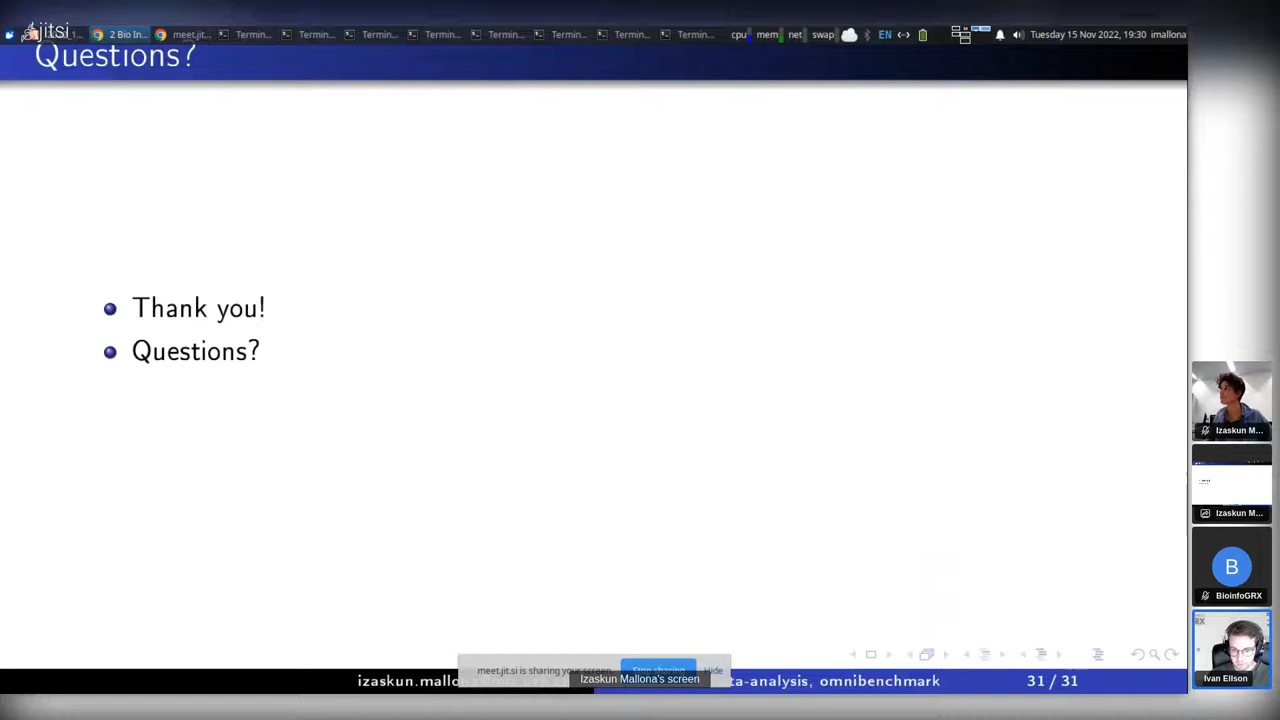 jitsi
2 Bio In...
meet.jit...
Termin...
Termin...
Termin...
Termin...
Termin...
Termin...
Termin...
Termin...
cpu
mem
net
swap
EN
Tuesday 15 Nov 2022, 19:30
imallona
Questions?
Thank you!
Questions?
Izaskun M...
Izaskun M...
B
BioinfoGRX
RX
Ivan Ellson
meet.jit.si is sharing your screen.
Stop sharing
Hide
Izaskun Mallona's screen
izaskun.mallo
ta-analysis, omnibenchmark
31 / 31